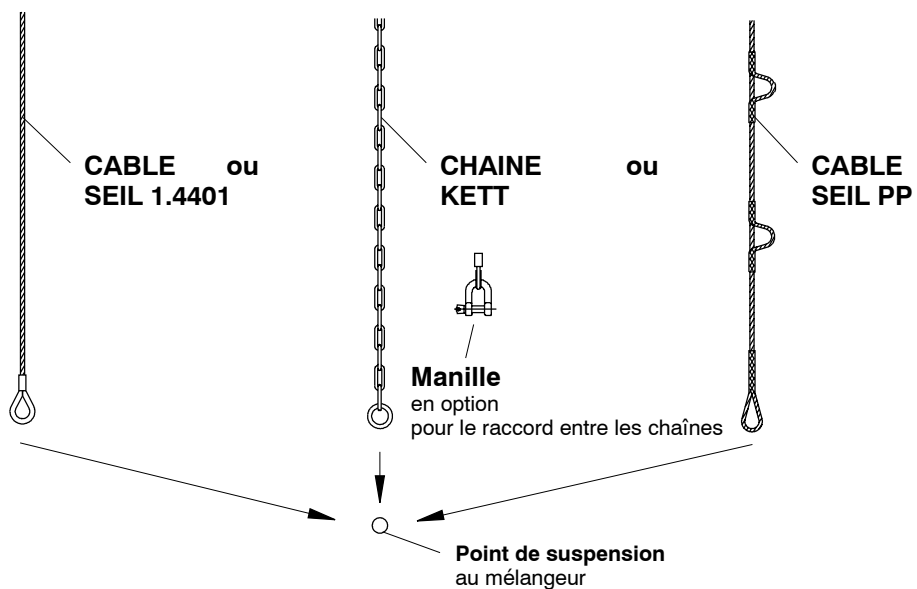 CABLE ou
SEIL 1.4401
CHAINE ou
KETT
CABLE
SEIL PP
Manille
en option
pour le raccord entre les chaînes
Point de suspension
au mélangeur